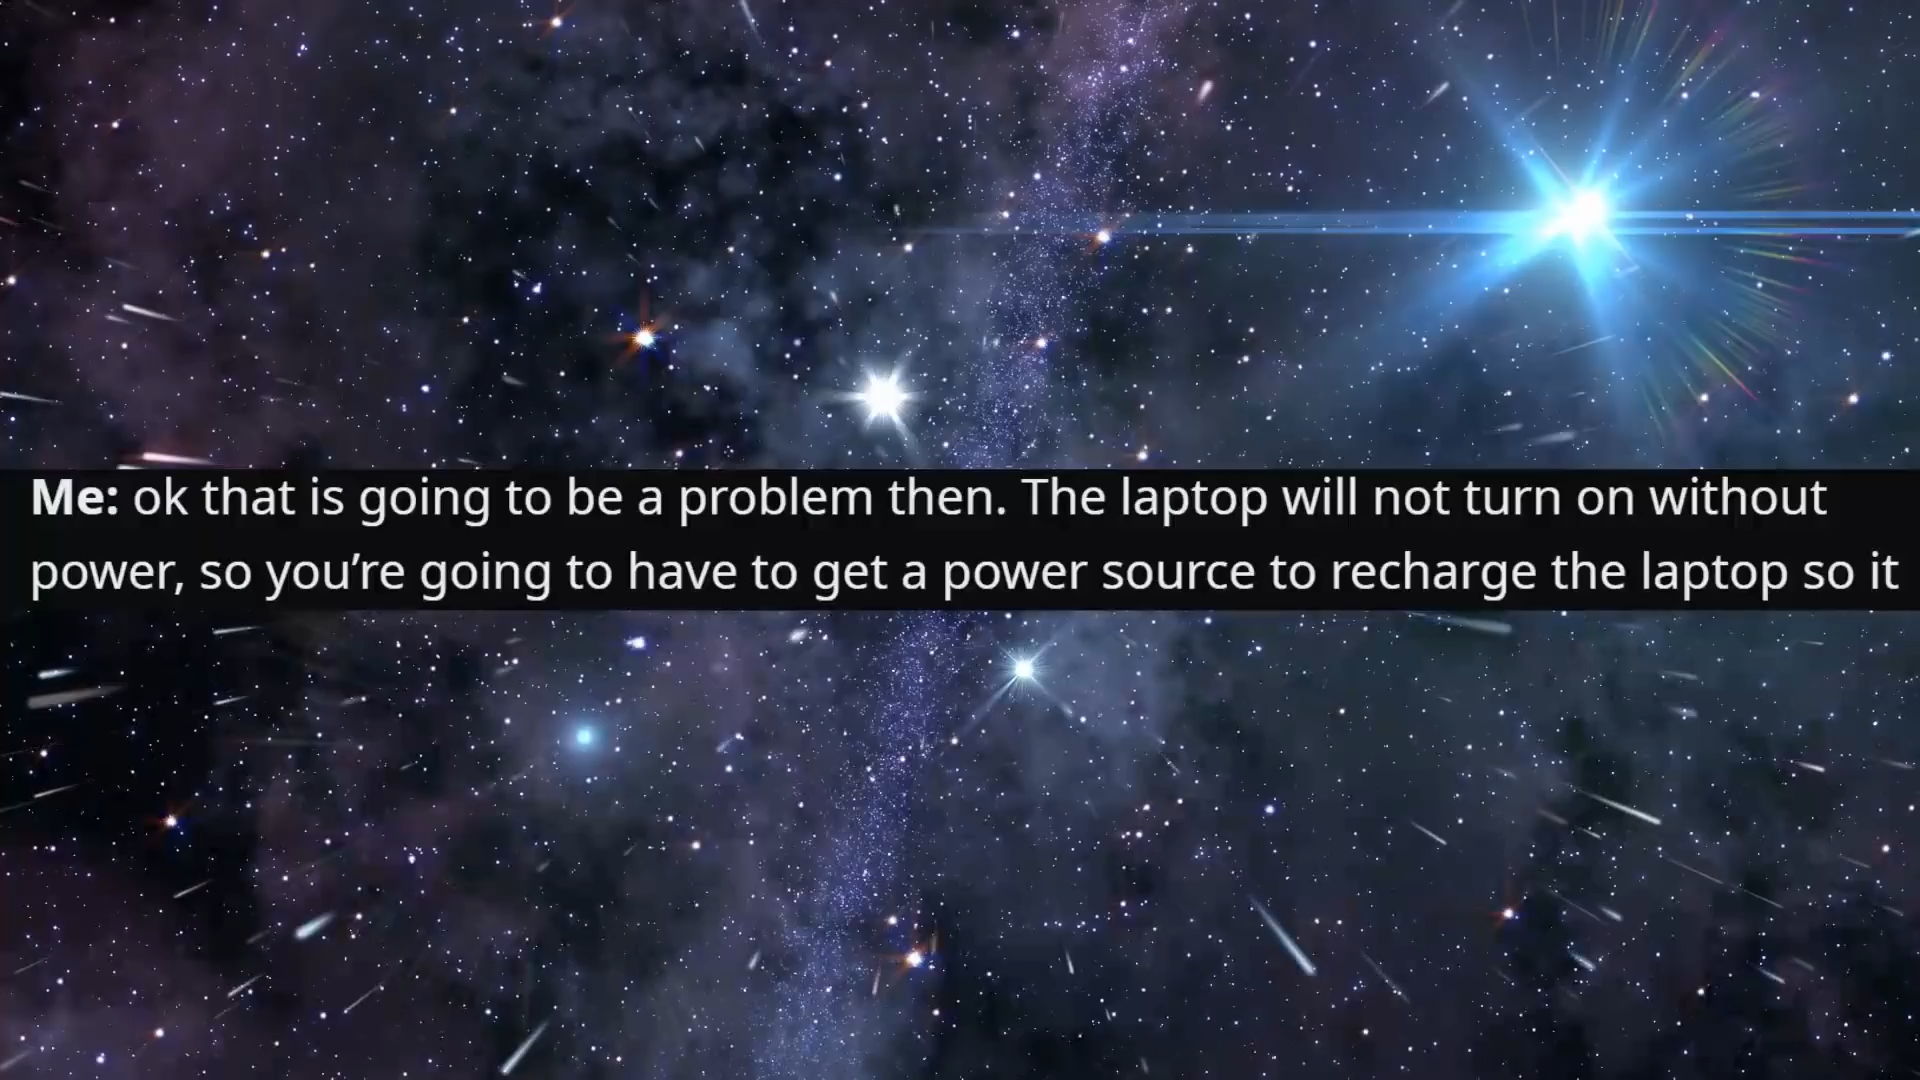 Me: ok that is going to be a problem then. The laptop will not turn on without
power, so you’re going to have to get a power source to recharge the laptop so it